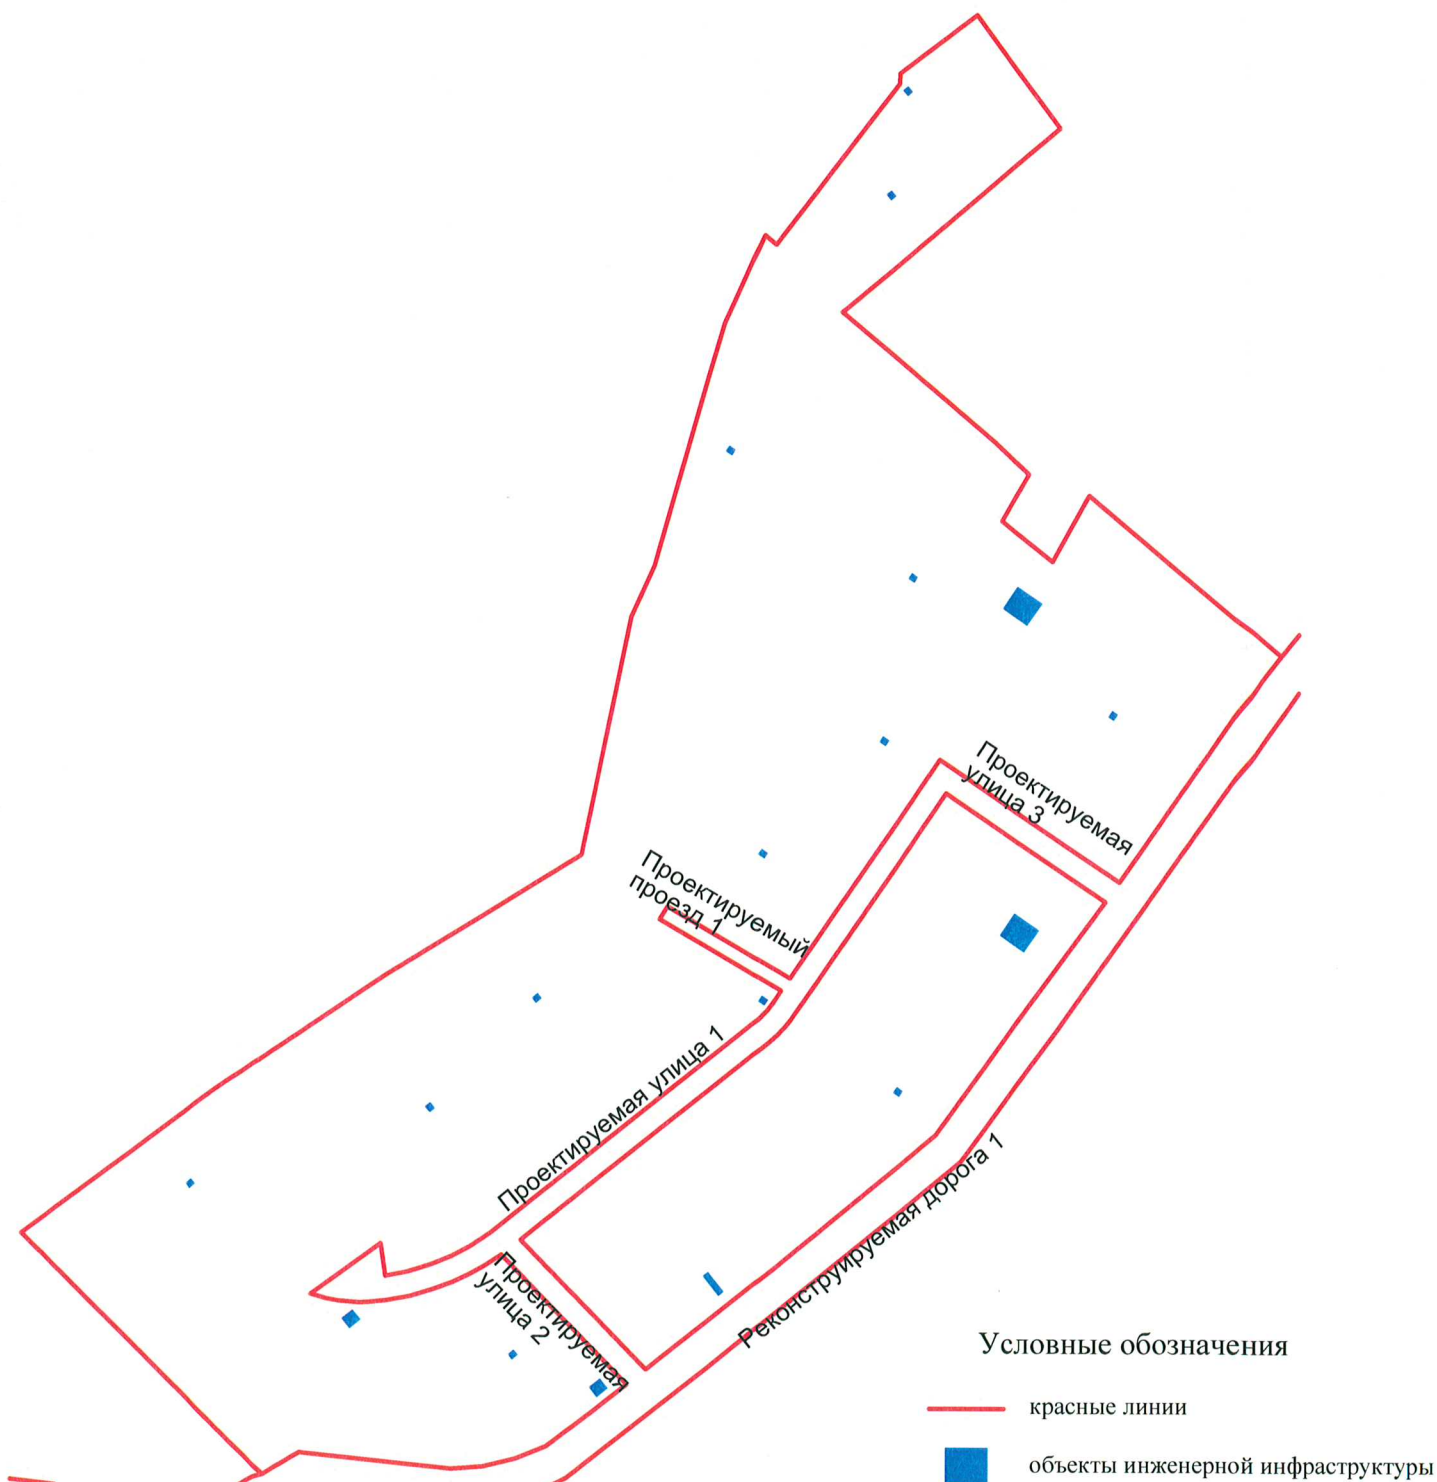 Проектируемая
улица 3
Проектируемый
проезд 1
Проектируемая улица 1
Проектируемая
улица 2
Реконструируемая дорога 1
Условные обозначения
красные линии
объекты инженерной инфраструктуры